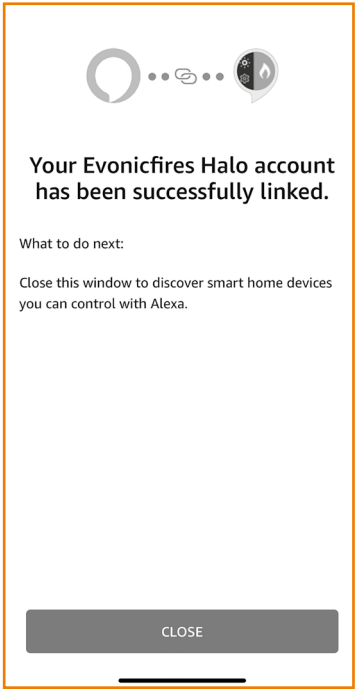 Your Evonicfires Halo account
has been successfully linked.
What to do next:
Close this window to discover smart home devices
you can control with Alexa.
CLOSE